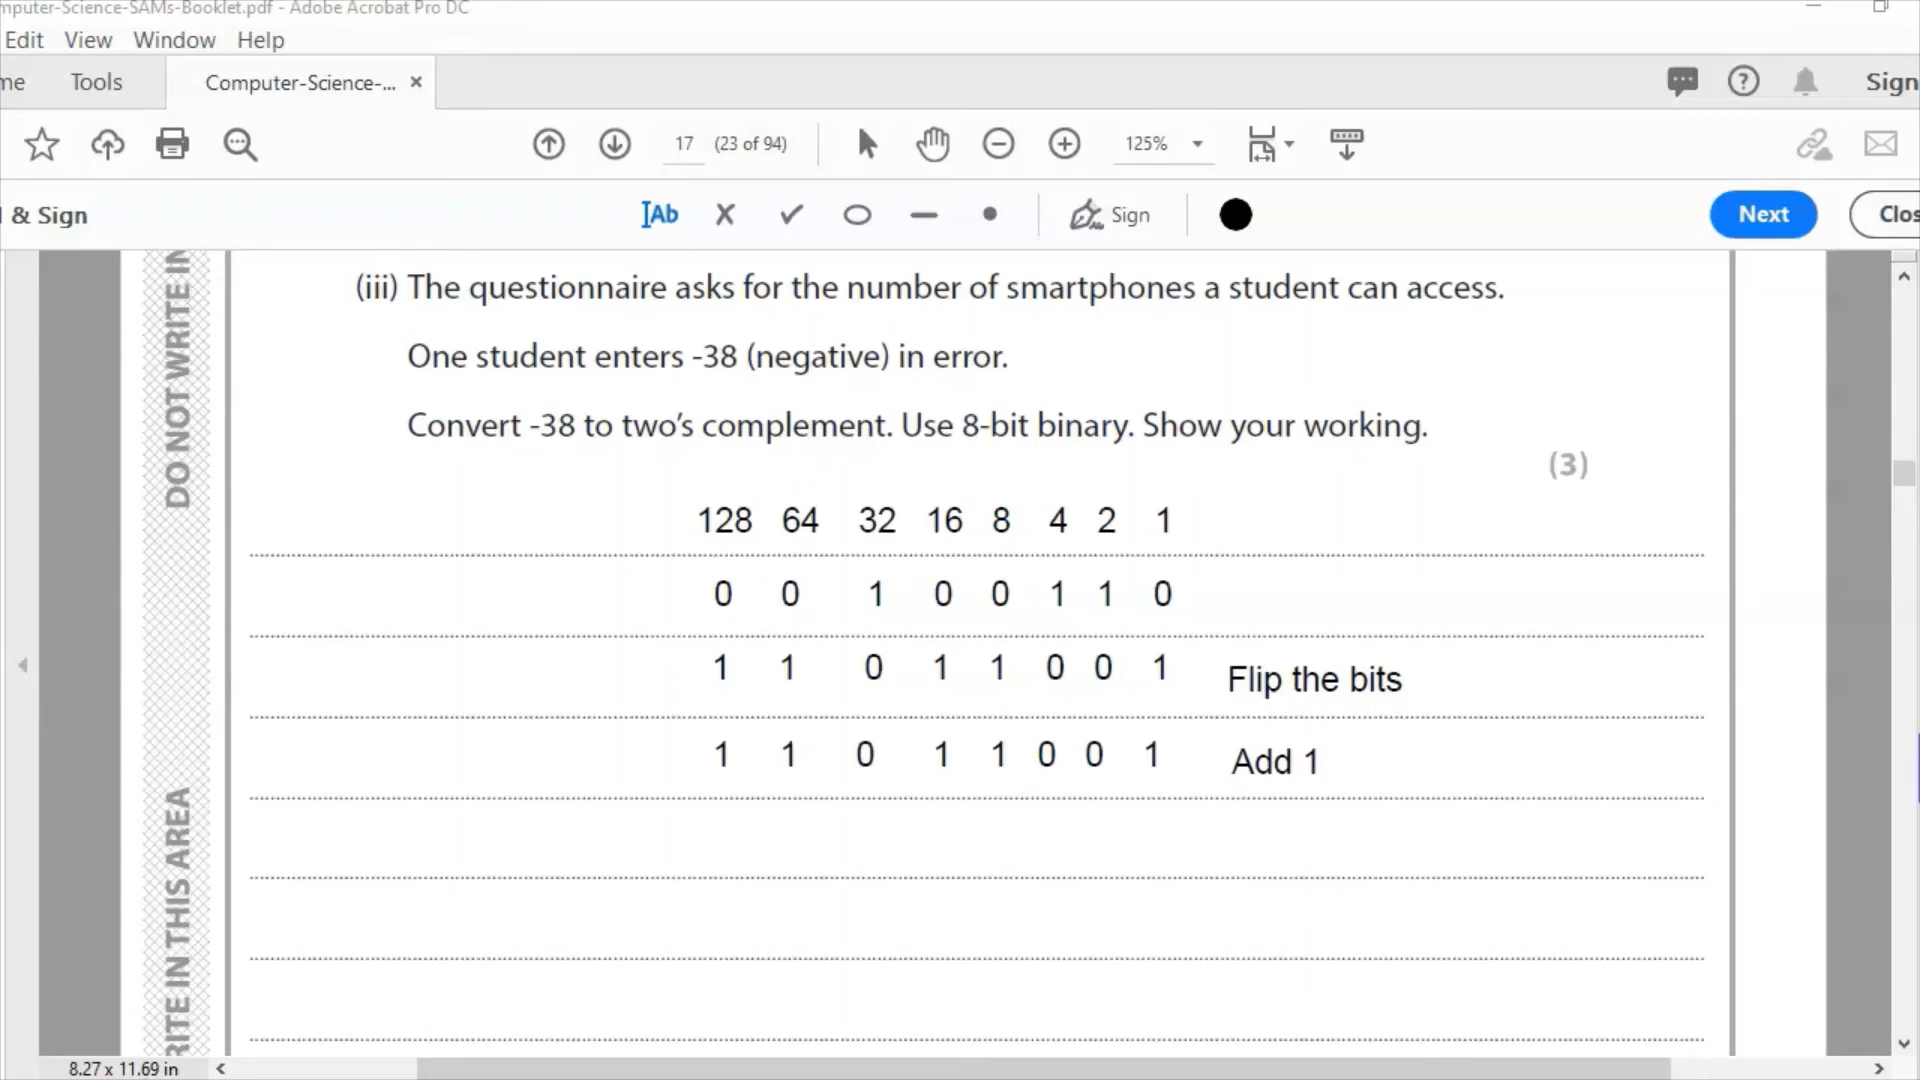 mputer-Science-SAMs-Booklet.pdf - Adobe Acrobat Pro DC
Edit View Window Help
me Tools Computer-Science-... × Sign
17 (23 of 94) 125%
& Sign Ab Sign Next Clos
DO NOT WRITE IN
(iii) The questionnaire asks for the number of smartphones a student can access.
One student enters -38 (negative) in error.
Convert -38 to two's complement. Use 8-bit binary. Show your working.
(3)
128 64 32 16 8 4 2 1
0 0 1 0 0 1 1 0
1 1 0 1 1 0 0 1 Flip the bits
1 1 0 1 1 0 0 1 Add 1
RITE IN THIS AREA
8.27 x 11.69 in